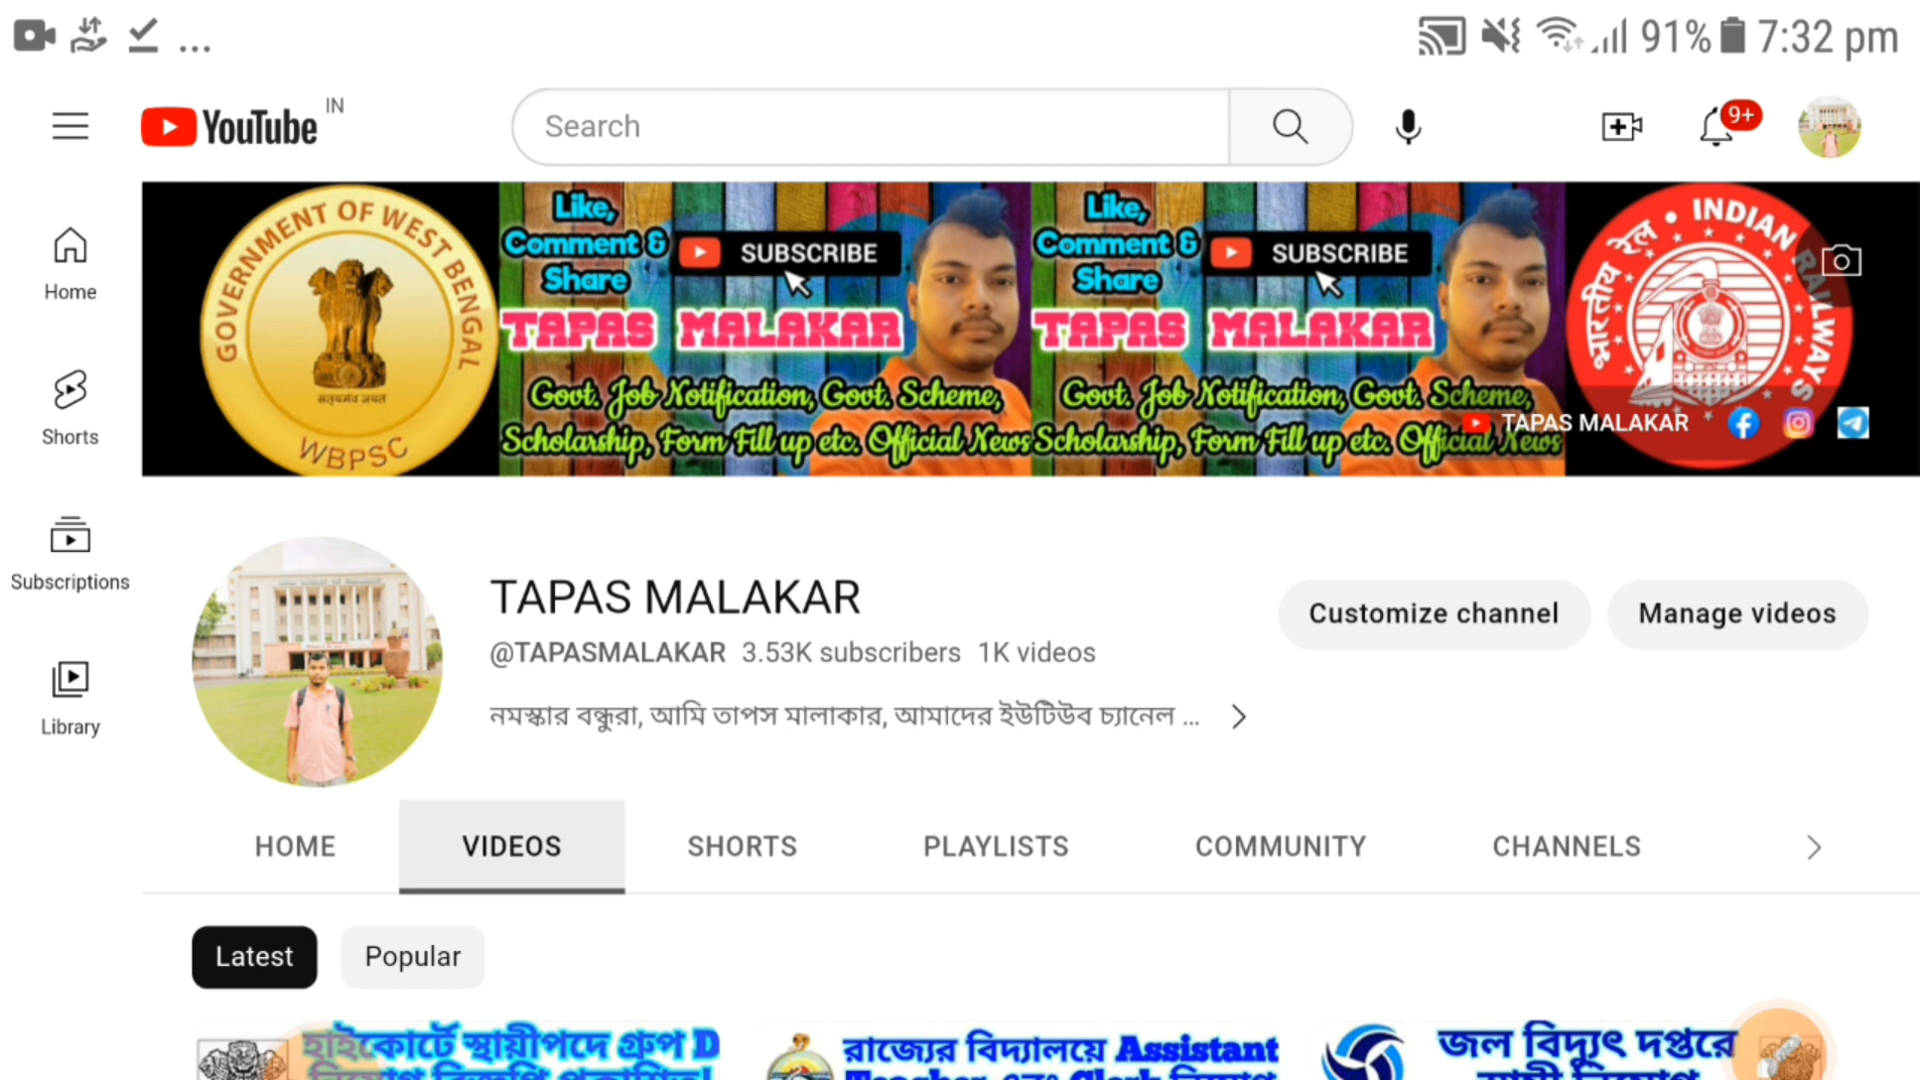 91% 7:32 pm
YouTube IN
Search
9+
Home
Shorts
Subscriptions
Library
GOVERNMENT OF WEST BENGAL
सत्यमेव जयते
WBPSC
Like,
Comment &
Share
SUBSCRIBE
TAPAS MALAKAR
Govt. Job Notification, Govt. Scheme,
Scholarship, Form Fill up etc. Official News
Like,
Comment &
Share
SUBSCRIBE
TAPAS MALAKAR
Govt. Job Notification, Govt. Scheme,
Scholarship, Form Fill up etc. Official News
भारतीय रेल • INDIAN RAILWAYS
TAPAS MALAKAR
TAPAS MALAKAR
@TAPASMALAKAR 3.53K subscribers 1K videos
নমস্কার বন্ধুরা, আমি তাপস মালাকার, আমাদের ইউটিউব চ্যানেল ...
Customize channel
Manage videos
HOME VIDEOS SHORTS PLAYLISTS COMMUNITY CHANNELS
Latest Popular
হাইকোর্টে স্থায়ীপদে গ্রুপ D
রাজ্যের বিদ্যালয়ে Assistant
জল বিদ্যুৎ দপ্তরে